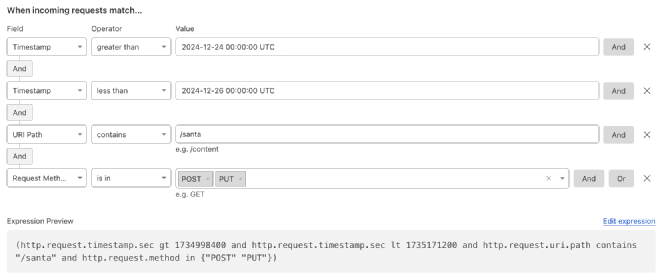 When incoming requests match...
Field Operator Value
Timestamp greater than 2024-12-24 00:00:00 UTC And
And
Timestamp less than 2024-12-26 00:00:00 UTC And
And
URI Path contains /santa And
e.g. /content
And
Request Meth... is in POST PUT And Or
e.g. GET
Expression Preview Edit expression
(http.request.timestamp.sec gt 1734998400 and http.request.timestamp.sec lt 1735171200 and http.request.uri.path contains
"/santa" and http.request.method in {"POST" "PUT"})